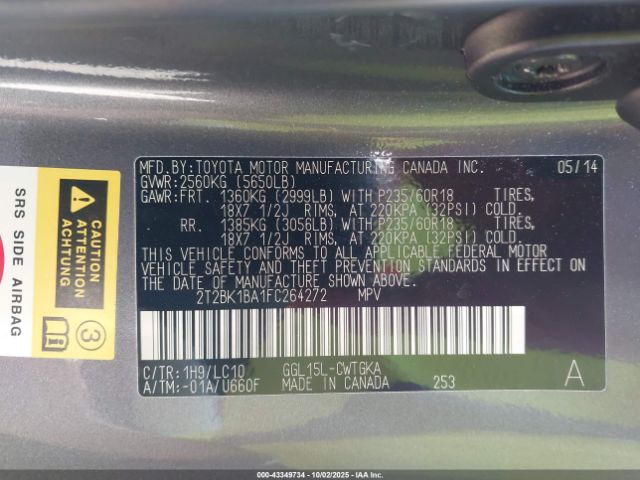 MFD.BY:TOYOTA MOTOR MANUFACTURING CANADA INC. 05/14
GVWR:2560KG (5650LB)
GAWR:FRT. 1360KG (2999LB) WITH P235/60R18 TIRES,
18X7 1/2J RIMS, AT 220KPA (32PSI) COLD.
RR. 1385KG (3056LB) WITH P235/60R18 TIRES,
18X7 1/2J RIMS, AT 220KPA (32PSI) COLD.
THIS VEHICLE CONFORMS TO ALL APPLICABLE FEDERAL MOTOR
VEHICLE SAFETY AND THEFT PREVENTION STANDARDS IN EFFECT ON
THE DATE OF MANUFACTURE SHOWN ABOVE.
2T2BK1BA1FC264272 MPV
C/TR:1H9/LC10 GGL15L-CWTGKA
A/TM:-01A/U660F MADE IN CANADA 253 A
SRS SIDE AIRBAG
CAUTION
ATTENTION
ACHTUNG
3
000-43349734 - 10/02/2025 - IAAI.CA